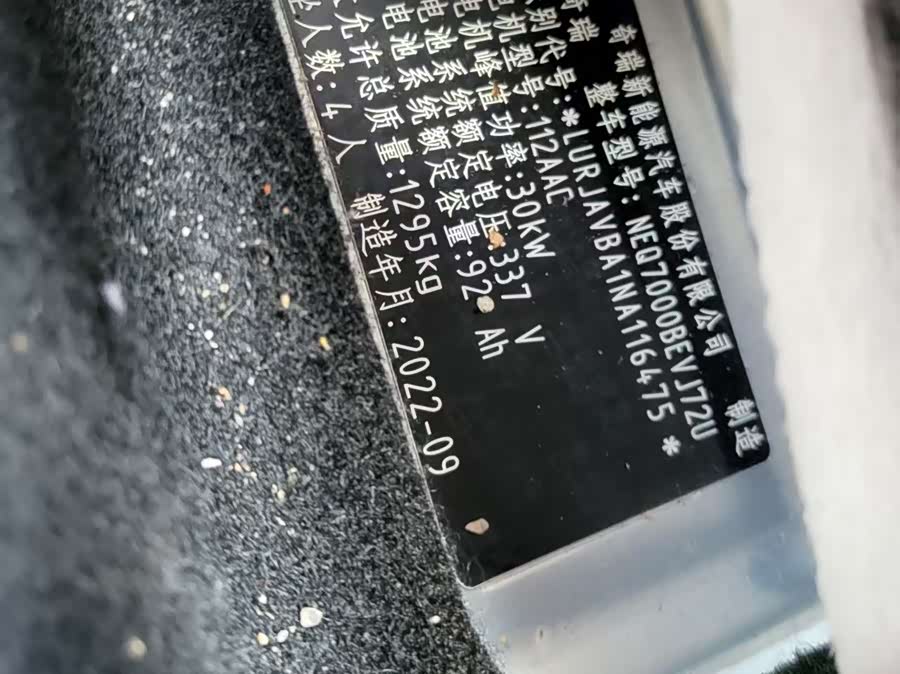 奇瑞新能源汽车股份有限公司 制造
奇瑞 整车型号:NEQ7000BEVJ72U
别代号:*LURJAVBA1NA116475*
机型号:112AAC
电机峰值功率:30kW
电池系统额定电压:337 V
电池系统额定容量:92 Ah
允许总质量:1295kg
人数:4人 制造年月:2022-09